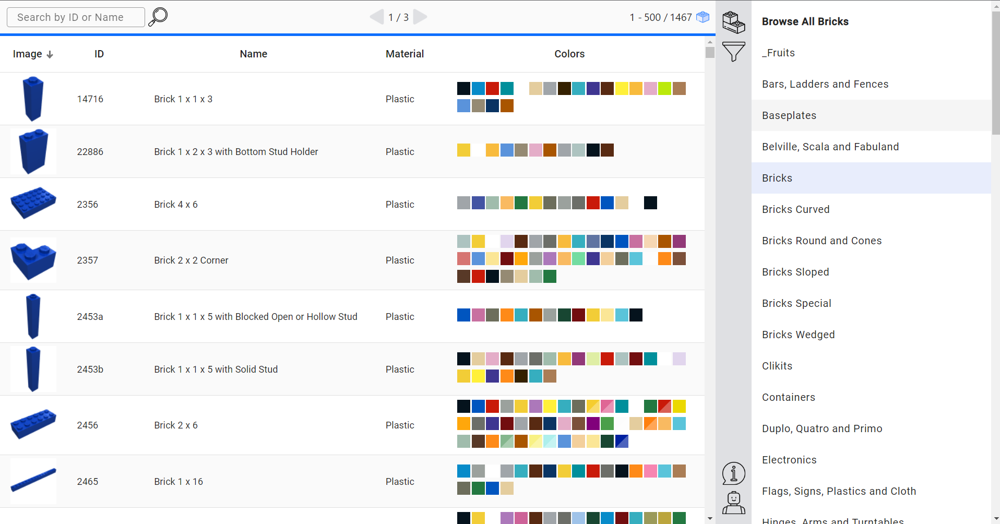 Search by ID or Name
1 / 3
1 - 500 / 1467
Image ID Name Material Colors
14716 Brick 1 x 1 x 3 Plastic
22886 Brick 1 x 2 x 3 with Bottom Stud Holder Plastic
2356 Brick 4 x 6 Plastic
2357 Brick 2 x 2 Corner Plastic
2453a Brick 1 x 1 x 5 with Blocked Open or Hollow Stud Plastic
2453b Brick 1 x 1 x 5 with Solid Stud Plastic
2456 Brick 2 x 6 Plastic
2465 Brick 1 x 16 Plastic
Browse All Bricks
_Fruits
Bars, Ladders and Fences
Baseplates
Belville, Scala and Fabuland
Bricks
Bricks Curved
Bricks Round and Cones
Bricks Sloped
Bricks Special
Bricks Wedged
Clikits
Containers
Duplo, Quatro and Primo
Electronics
Flags, Signs, Plastics and Cloth
Hinges, Arms and Turntables